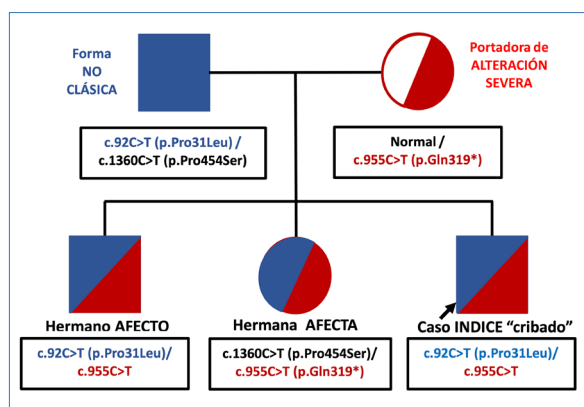 Forma
NO
CLÁSICA
Portadora de
ALTERACIÓN
SEVERA
c.92C>T (p.Pro31Leu) /
c.1360C>T (p.Pro454Ser)
Normal /
c.955C>T (p.Gln319*)
Hermano AFECTO
Hermana AFECTA
Caso INDICE “cribado”
c.92C>T (p.Pro31Leu)/
c.955C>T
c.1360C>T (p.Pro454Ser)/
c.955C>T (p.Gln319*)
c.92C>T (p.Pro31Leu)/
c.955C>T